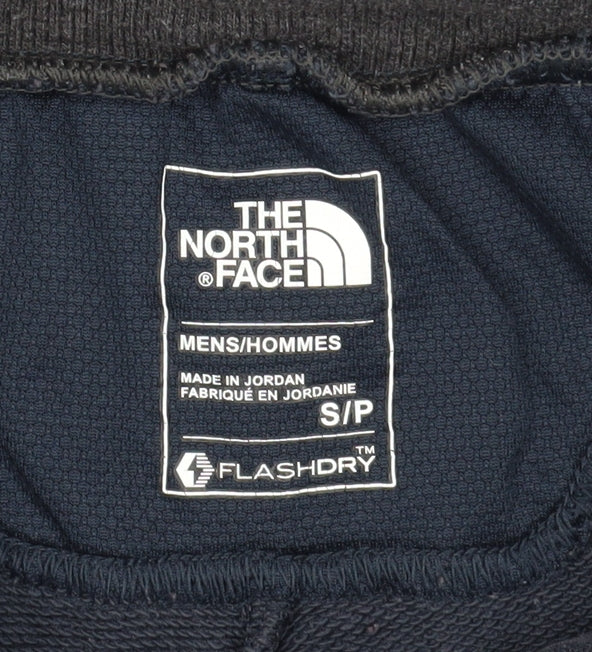 THE
NORTH
® FACE
MENS/HOMMES
MADE IN JORDAN
FABRIQUÉ EN JORDANIE
S/P
FLASHDRY™